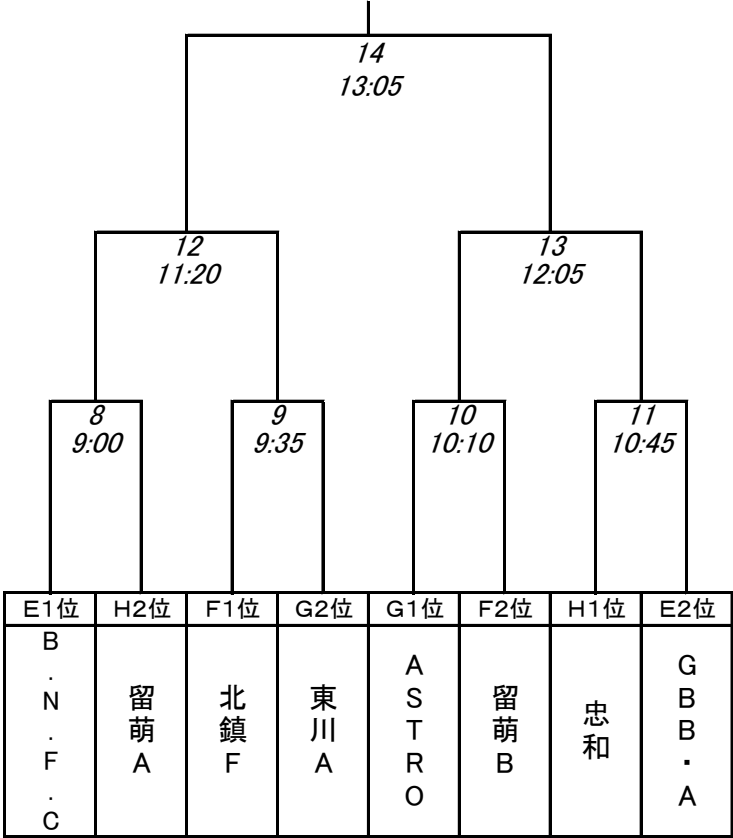 14
13:05
12
11:20
13
12:05
8
9:00
9
9:35
10
10:10
11
10:45
E1位
H2位
F1位
G2位
G1位
F2位
H1位
E2位
B.N.F.C
留萌A
北鎮F
東川A
ASTRO
留萌B
忠和
GBB・A